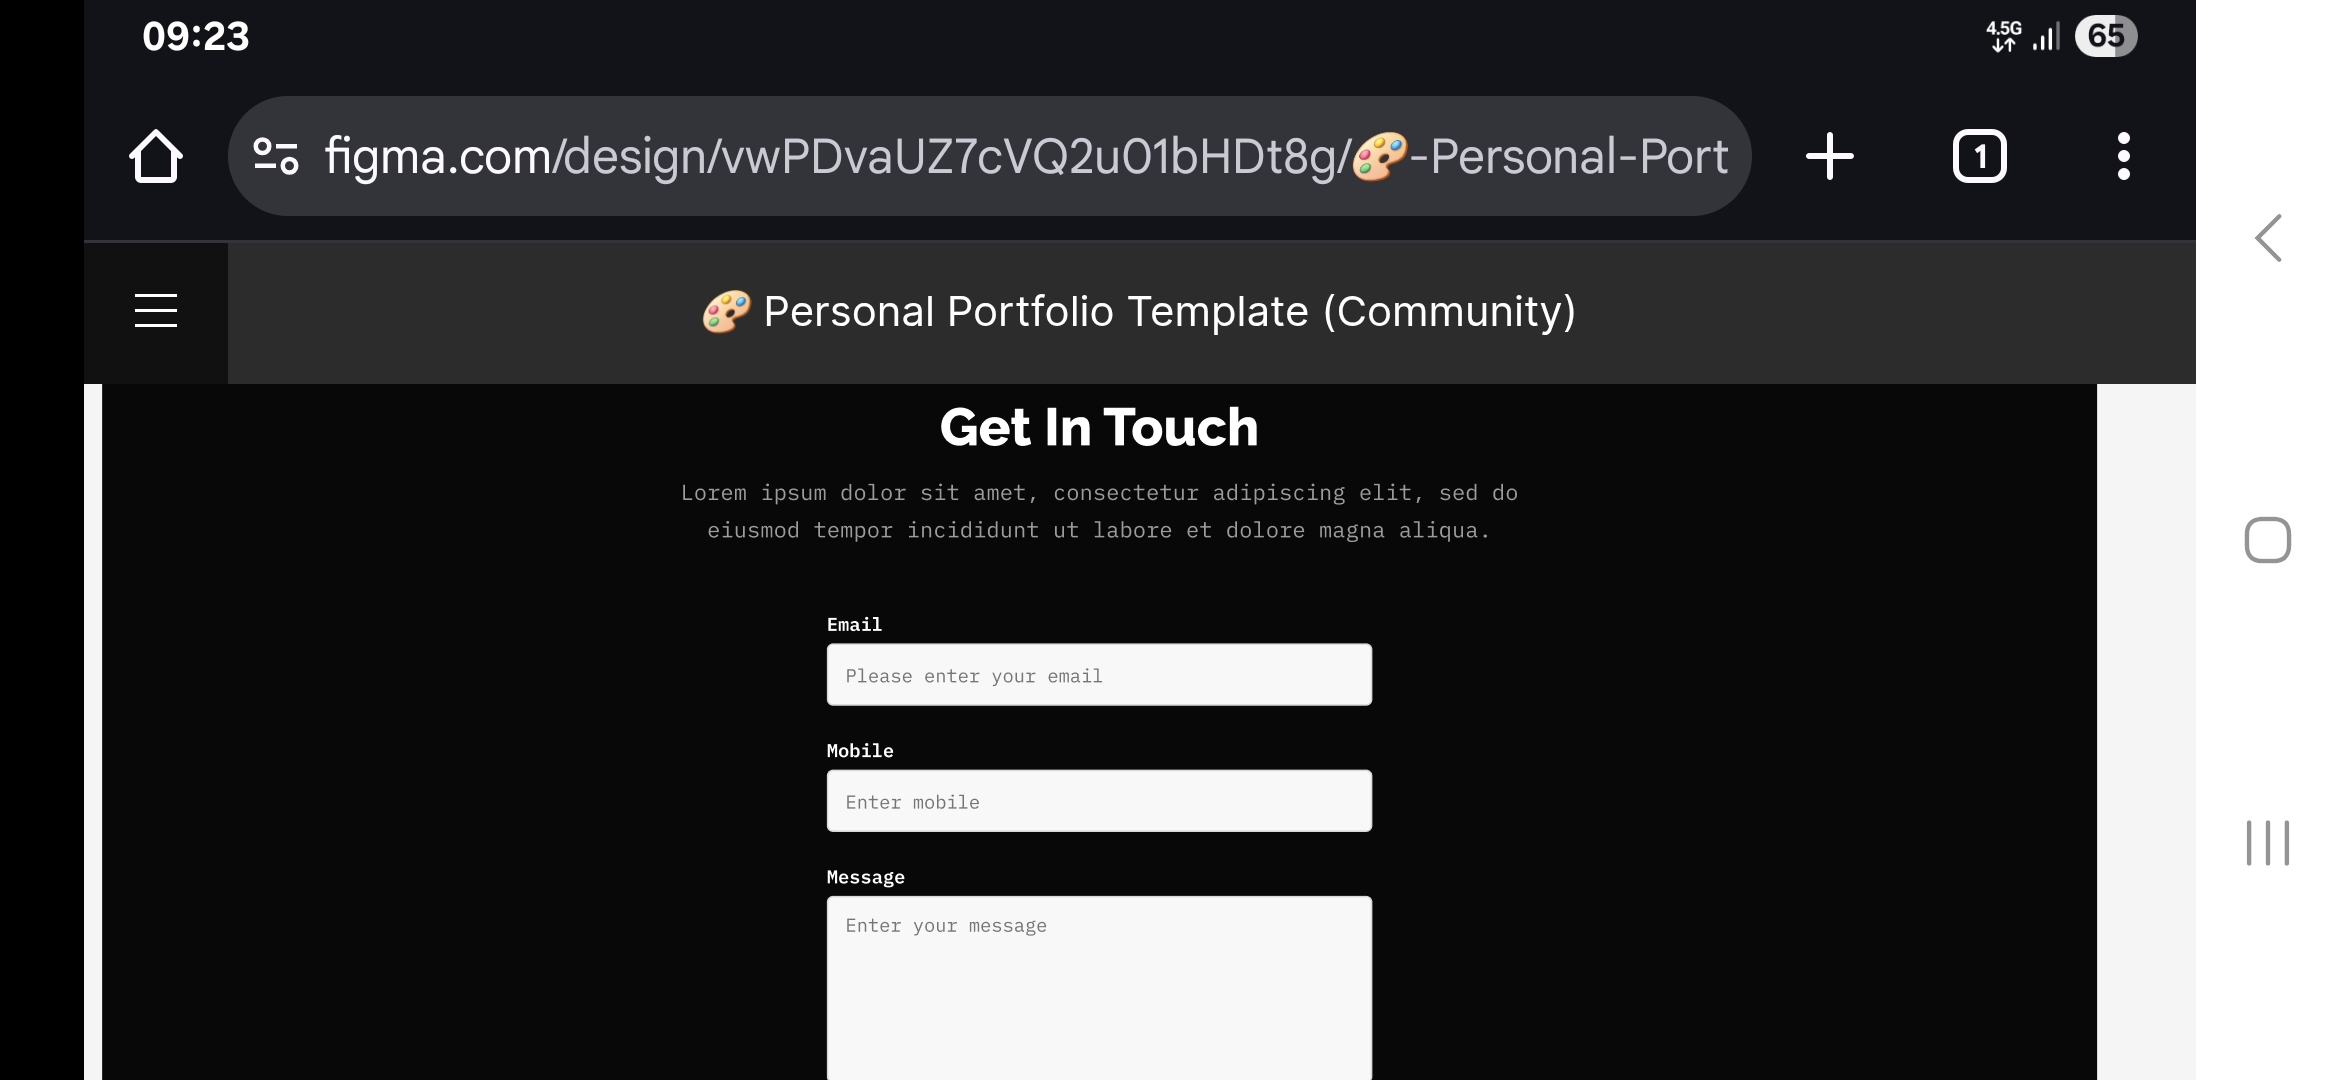 09:23
4.5G
65
figma.com/design/vwPDvaUZ7cVQ2u01bHDt8g/🎨-Personal-Port
1
🎨 Personal Portfolio Template (Community)
Get In Touch
Lorem ipsum dolor sit amet, consectetur adipiscing elit, sed do
eiusmod tempor incididunt ut labore et dolore magna aliqua.
Email
Please enter your email
Mobile
Enter mobile
Message
Enter your message